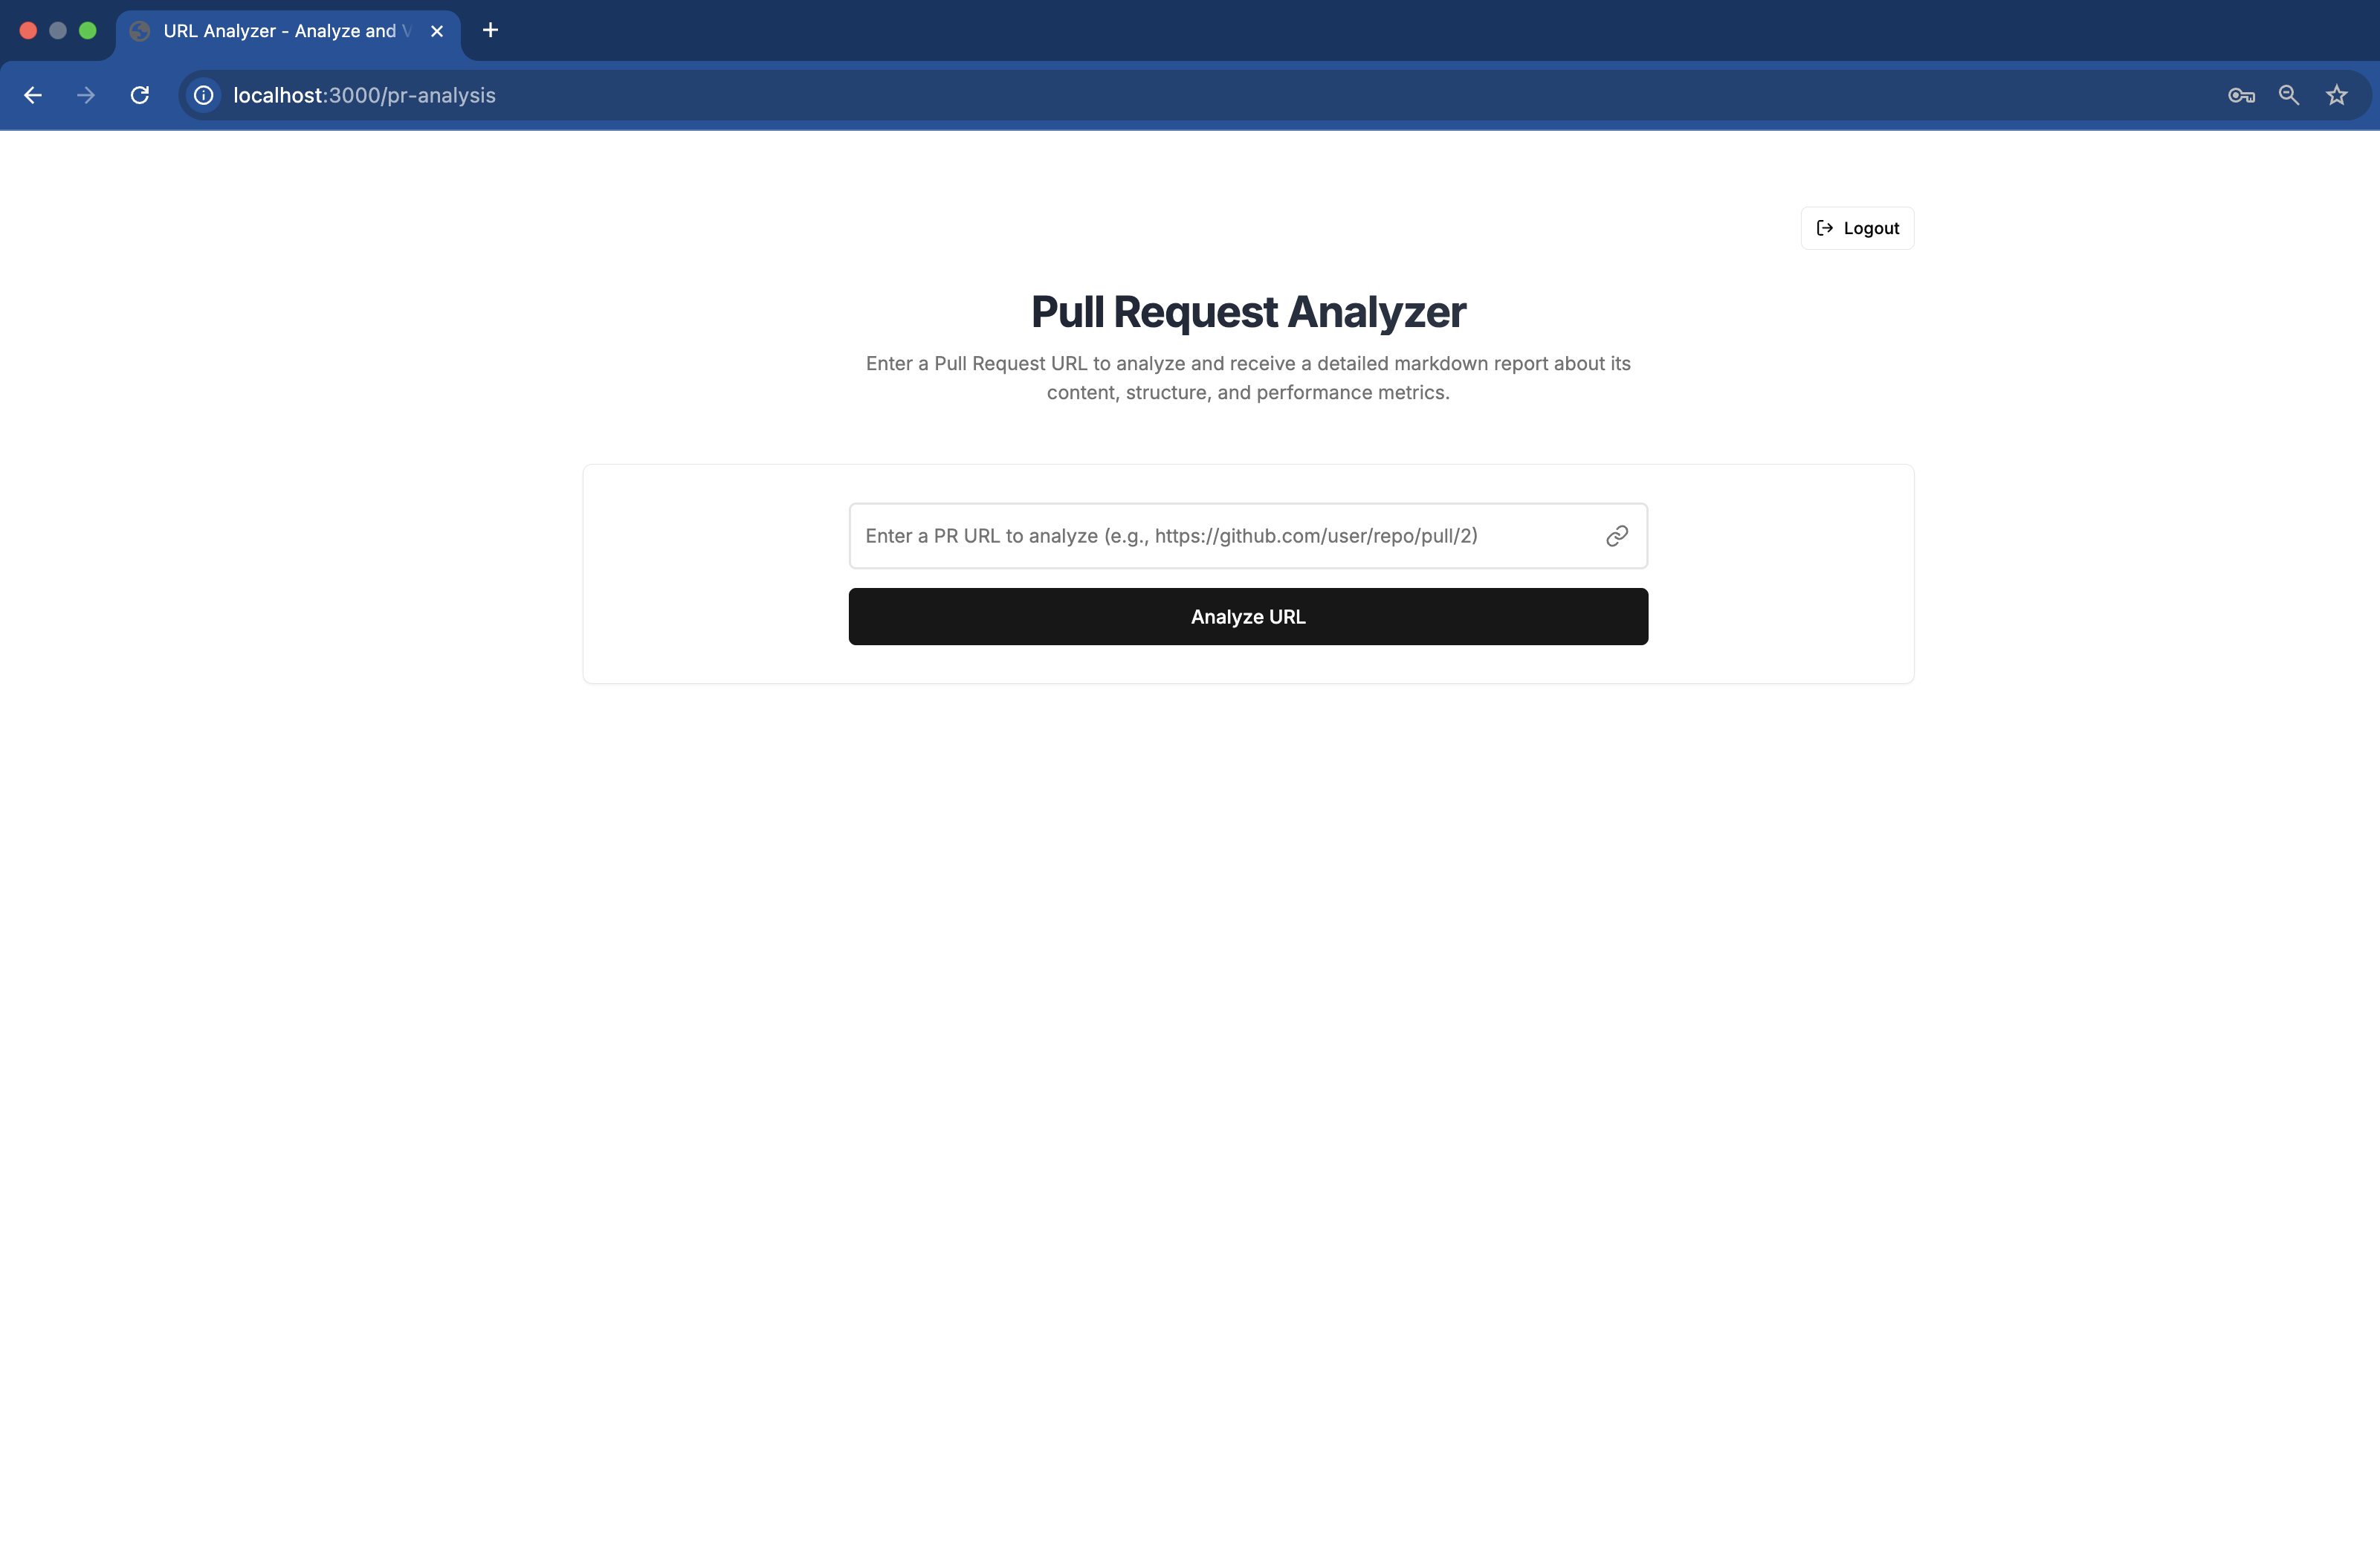 URL Analyzer - Analyze and V
localhost:3000/pr-analysis
Logout
Pull Request Analyzer
Enter a Pull Request URL to analyze and receive a detailed markdown report about its
content, structure, and performance metrics.
Enter a PR URL to analyze (e.g., https://github.com/user/repo/pull/2)
Analyze URL